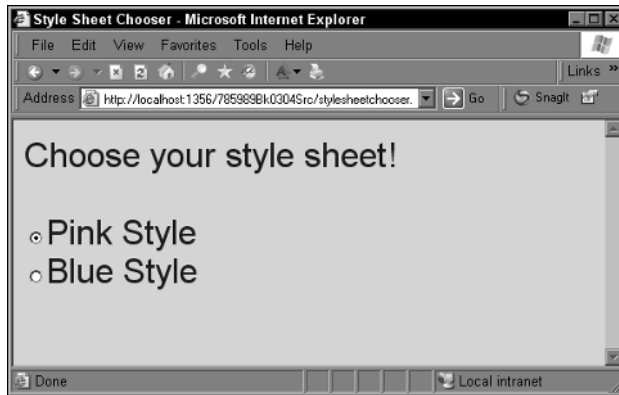 Style Sheet Chooser - Microsoft Internet Explorer
File Edit View Favorites Tools Help
Links »
Address http://localhost:1356/785989Bk0304Src/stylesheetchooser. Go SnagIt
Choose your style sheet!
Pink Style
Blue Style
Done Local intranet